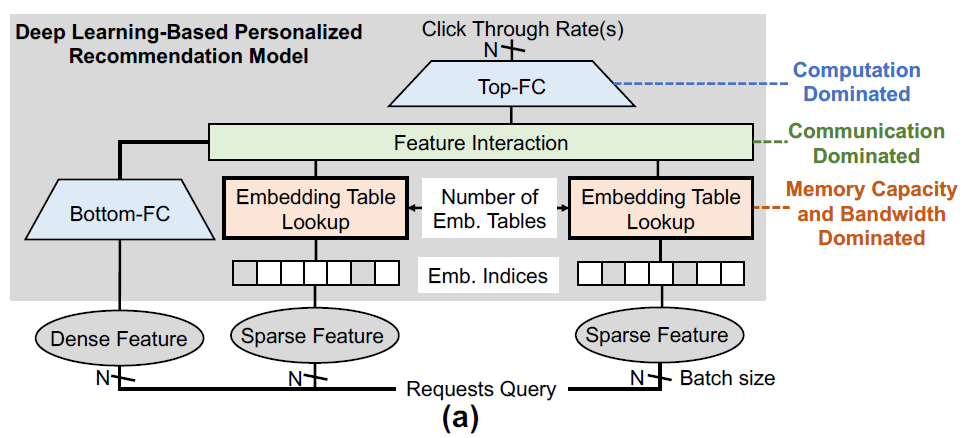 Deep Learning-Based Personalized
Recommendation Model
Click Through Rate(s)
N
Top-FC
Computation
Dominated
Feature Interaction
Communication
Dominated
Bottom-FC
Embedding Table
Lookup
Number of
Emb. Tables
Embedding Table
Lookup
Memory Capacity
and Bandwidth
Dominated
Emb. Indices
Dense Feature
Sparse Feature
Sparse Feature
N
N
N
Batch size
Requests Query
(a)